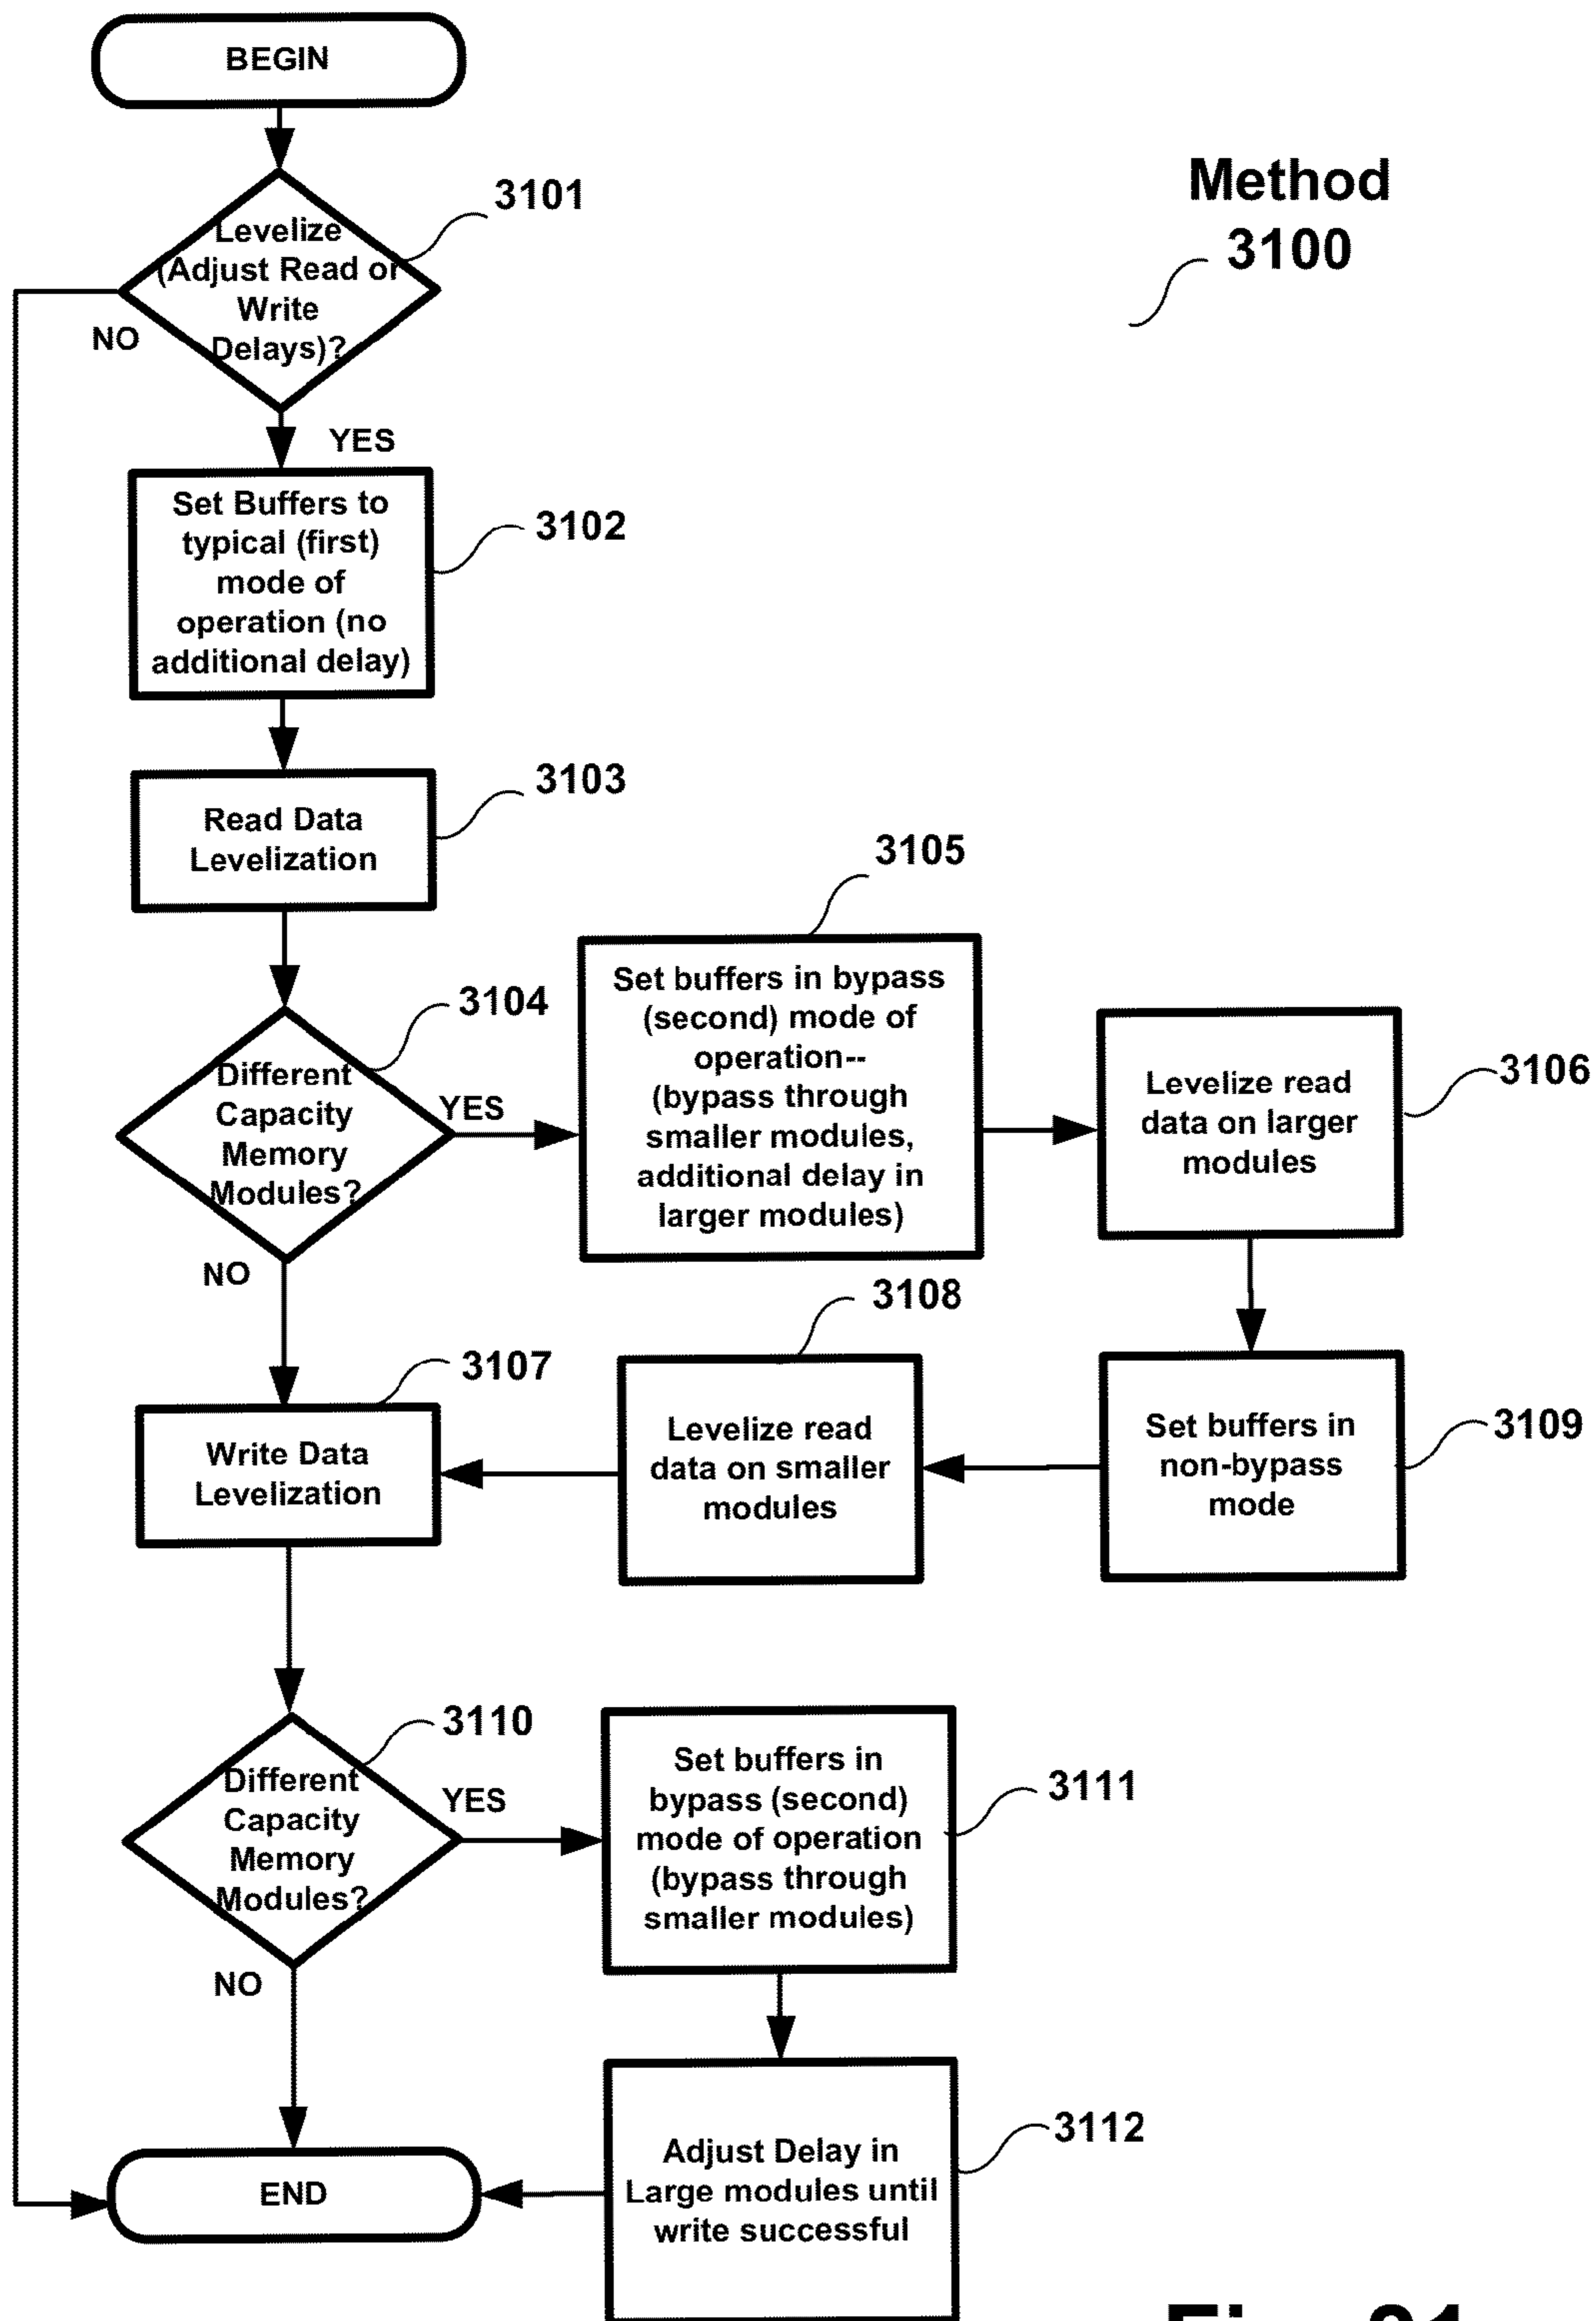 BEGIN
Method
3100
3101
Levelize
(Adjust Read or
Write
Delays)?
NO
YES
Set Buffers to
typical (first)
mode of
operation (no
additional delay)
3102
3103
Read Data
Levelization
3105
3104
Different
Capacity
Memory
Modules?
YES
NO
Set buffers in bypass
(second) mode of
operation--
(bypass through
smaller modules,
additional delay in
larger modules)
3106
Levelize read
data on larger
modules
3108
3107
Write Data
Levelization
Levelize read
data on smaller
modules
3109
Set buffers in
non-bypass
mode
3110
Different
Capacity
Memory
Modules?
YES
NO
Set buffers in
bypass (second)
mode of operation
(bypass through
smaller modules)
3111
3112
Adjust Delay in
Large modules until
write successful
END